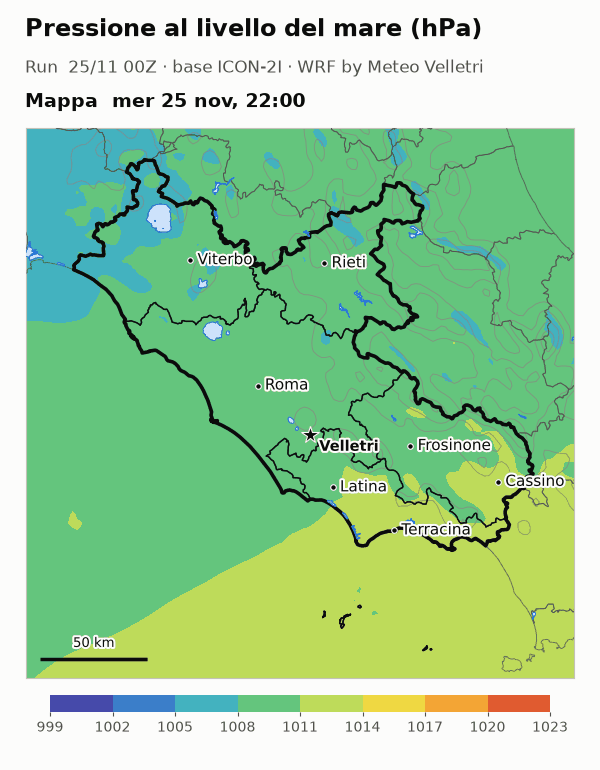 Pressione al livello del mare (hPa)
Run  25/11 00Z · base ICON-2I · WRF by Meteo Velletri
Mappa  mer 25 nov, 22:00
Viterbo
Rieti
Roma
Velletri
Frosinone
Latina
Cassino
Terracina
50 km
999 1002 1005 1008 1011 1014 1017 1020 1023